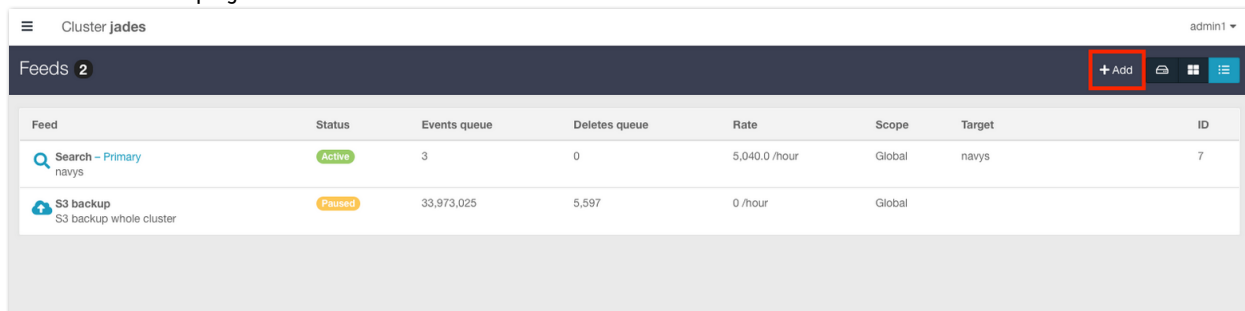 Cluster jades
admin1
Feeds 2
+ Add
Feed Status Events queue Deletes queue Rate Scope Target ID
Search – Primary Active 3 0 5,040.0 /hour Global navys 7
navys
S3 backup Paused 33,973,025 5,597 0 /hour Global
S3 backup whole cluster